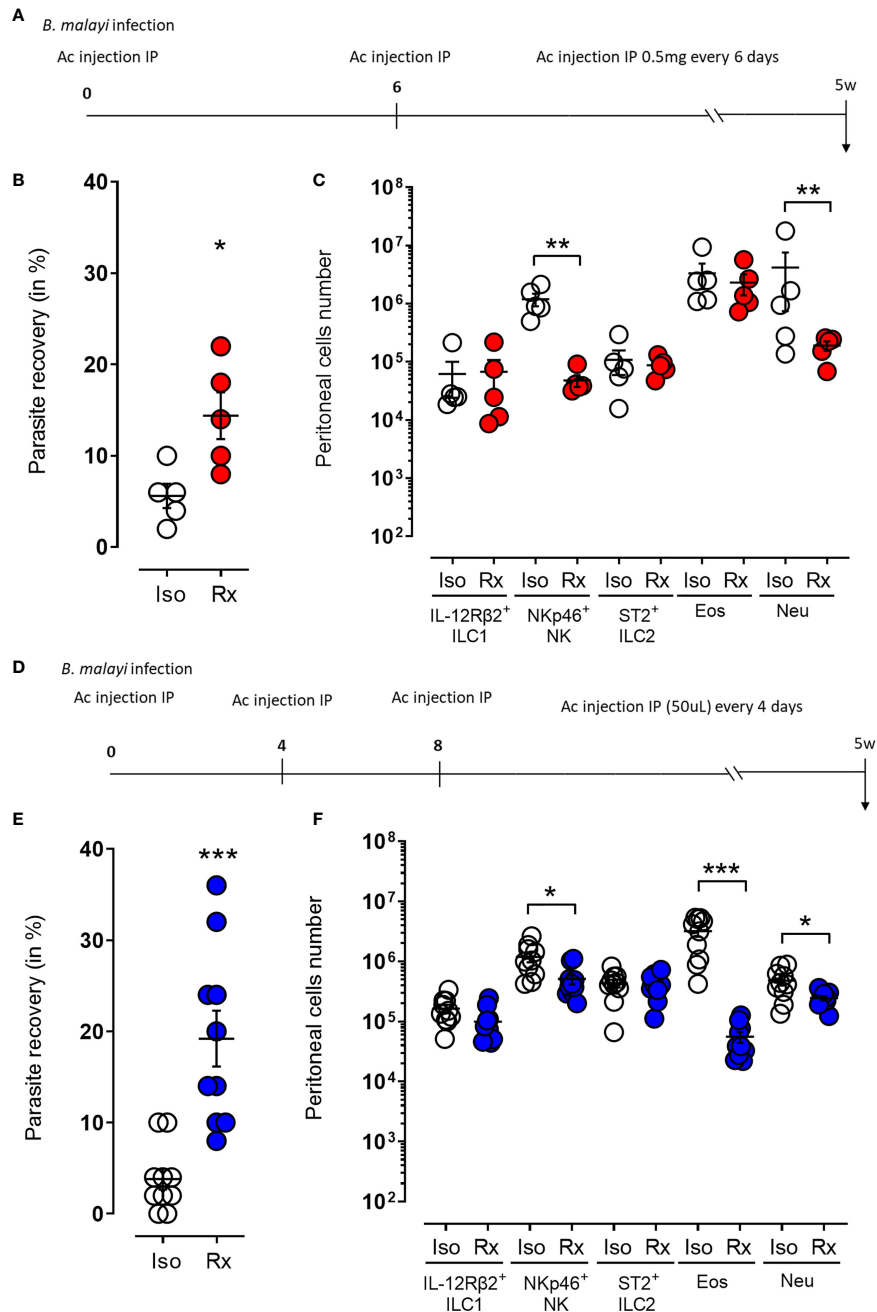 A
B. malayi infection
Ac injection IP Ac injection IP Ac injection IP 0.5mg every 6 days
0 6 5w
B
Parasite recovery (in %)
40
30
20
10
0
*
Iso Rx
C
Peritoneal cells number
10⁸
10⁷
10⁶
10⁵
10⁴
10³
10²
** **
Iso Rx Iso Rx Iso Rx Iso Rx Iso Rx
IL-12Rβ2⁺ NKp46⁺ ST2⁺ Eos Neu
ILC1 NK ILC2
D
B. malayi infection
Ac injection IP Ac injection IP Ac injection IP Ac injection IP (50uL) every 4 days
0 4 8 5w
E
Parasite recovery (in %)
40
30
20
10
0
***
Iso Rx
F
Peritoneal cells number
10⁸
10⁷
10⁶
10⁵
10⁴
10³
10²
* *** *
Iso Rx Iso Rx Iso Rx Iso Rx Iso Rx
IL-12Rβ2⁺ NKp46⁺ ST2⁺ Eos Neu
ILC1 NK ILC2